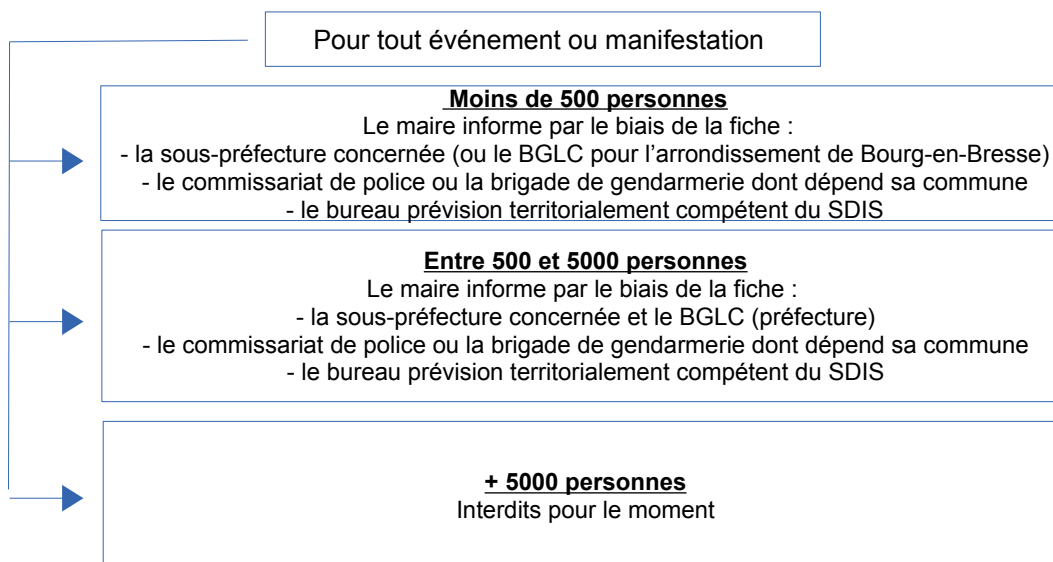 Pour tout événement ou manifestation
Moins de 500 personnes
Le maire informe par le biais de la fiche :
- la sous-préfecture concernée (ou le BGLC pour l’arrondissement de Bourg-en-Bresse)
- le commissariat de police ou la brigade de gendarmerie dont dépend sa commune
- le bureau prévision territorialement compétent du SDIS
Entre 500 et 5000 personnes
Le maire informe par le biais de la fiche :
- la sous-préfecture concernée et le BGLC (préfecture)
- le commissariat de police ou la brigade de gendarmerie dont dépend sa commune
- le bureau prévision territorialement compétent du SDIS
+ 5000 personnes
Interdits pour le moment